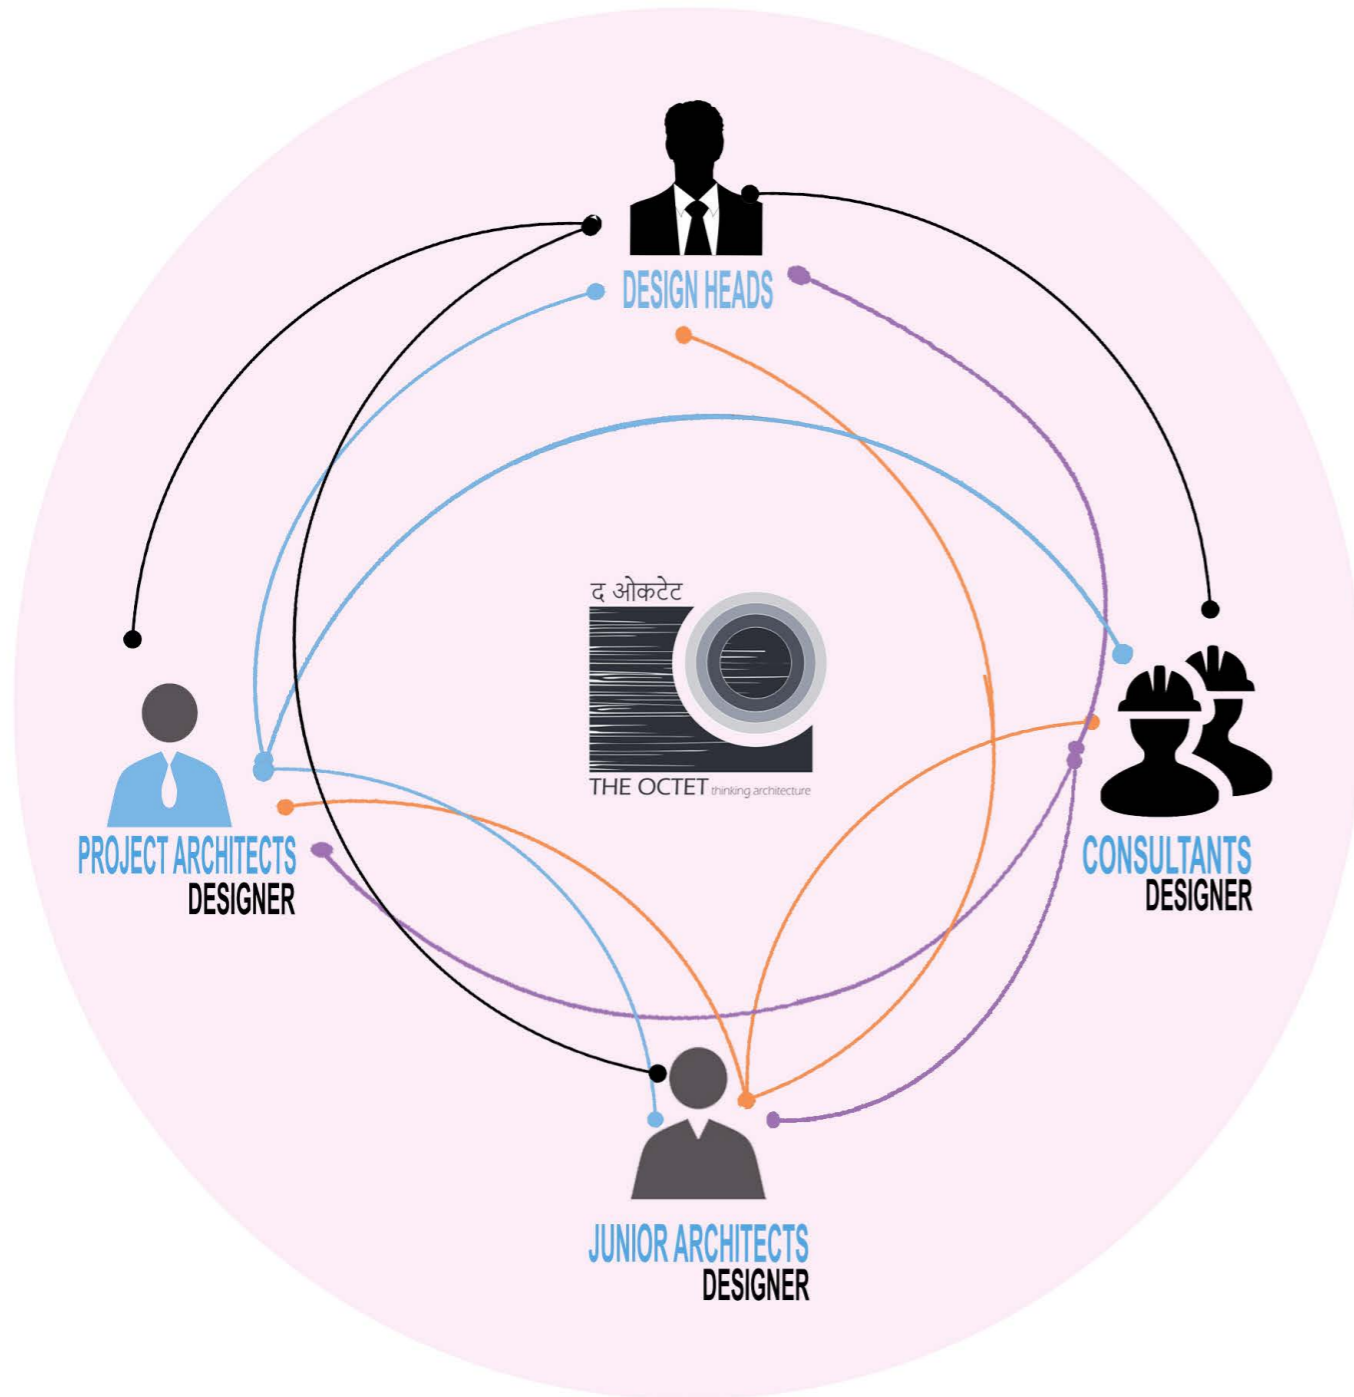 DESIGN HEADS
द ओकटेट
THE OCTET thinking architecture
PROJECT ARCHITECTS
DESIGNER
CONSULTANTS
DESIGNER
JUNIOR ARCHITECTS
DESIGNER